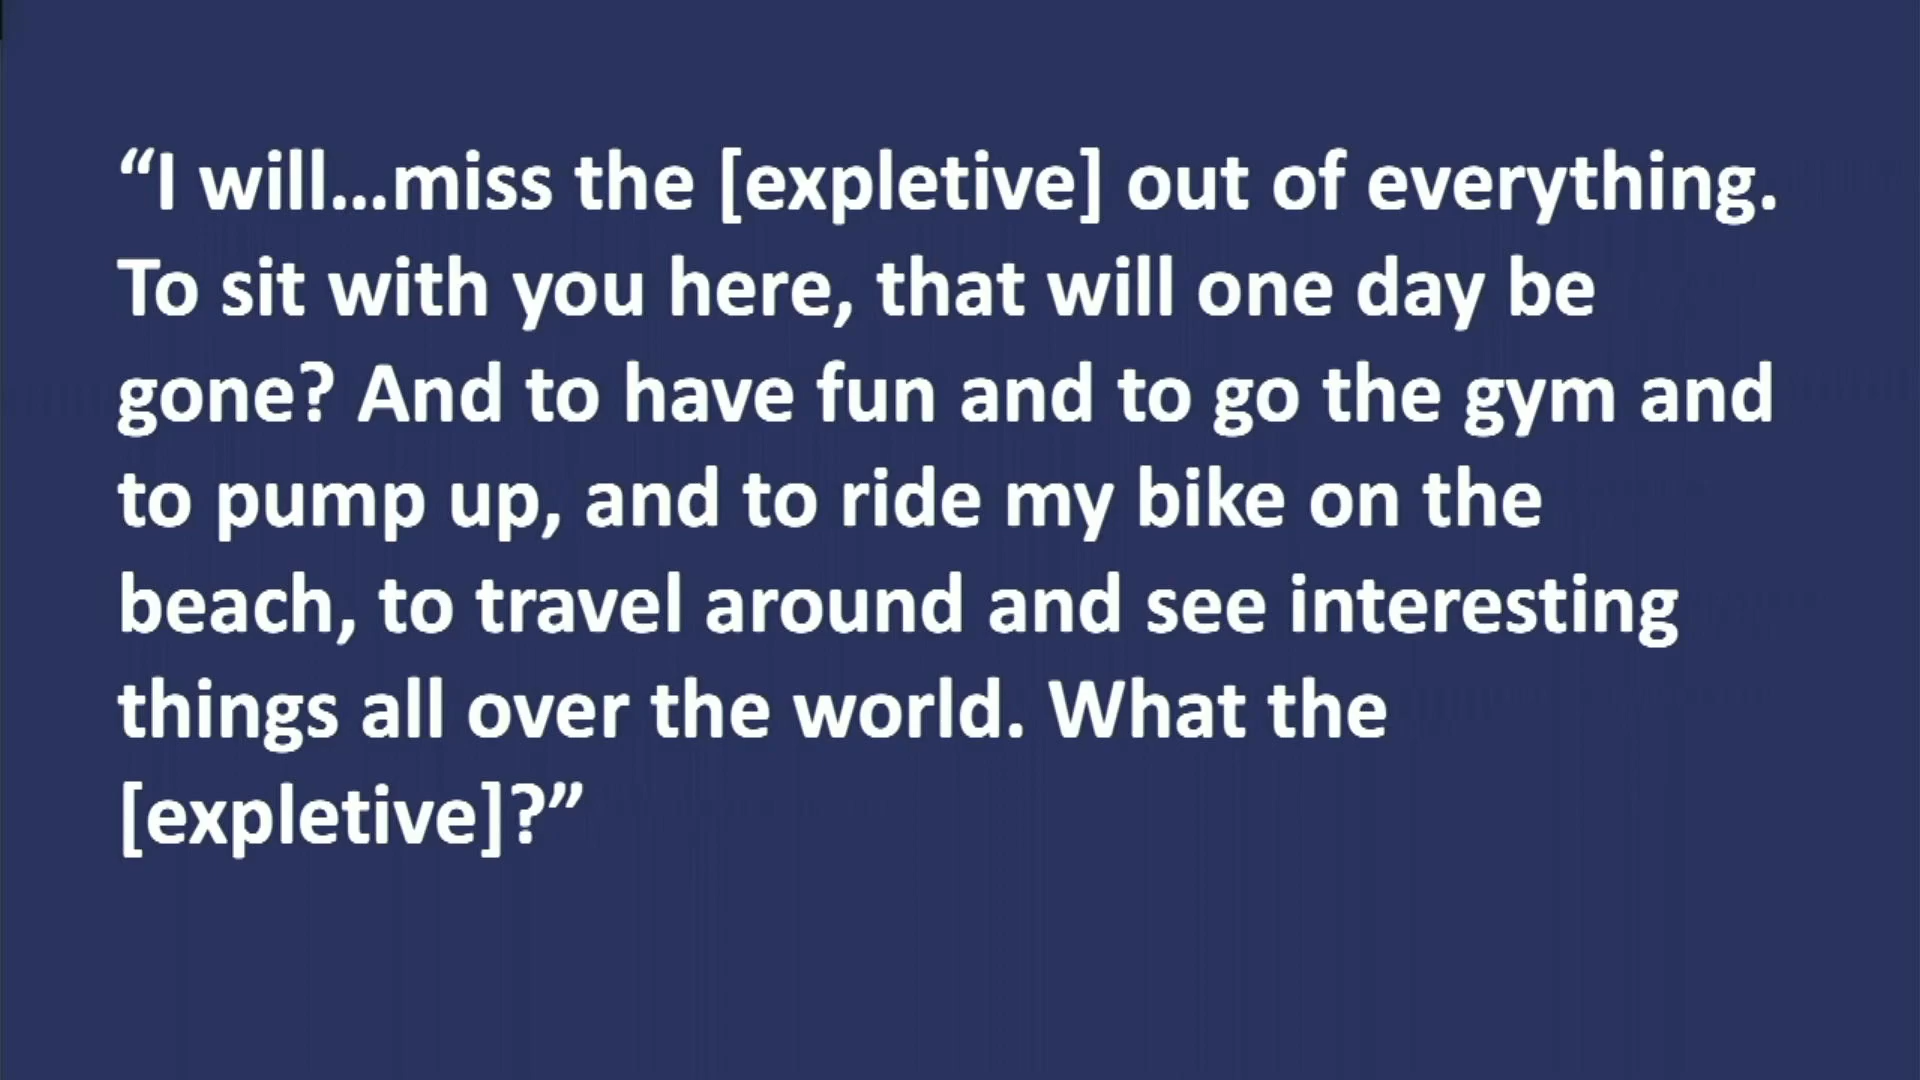 “I will...miss the [expletive] out of everything.
To sit with you here, that will one day be
gone? And to have fun and to go the gym and
to pump up, and to ride my bike on the
beach, to travel around and see interesting
things all over the world. What the
[expletive]?”